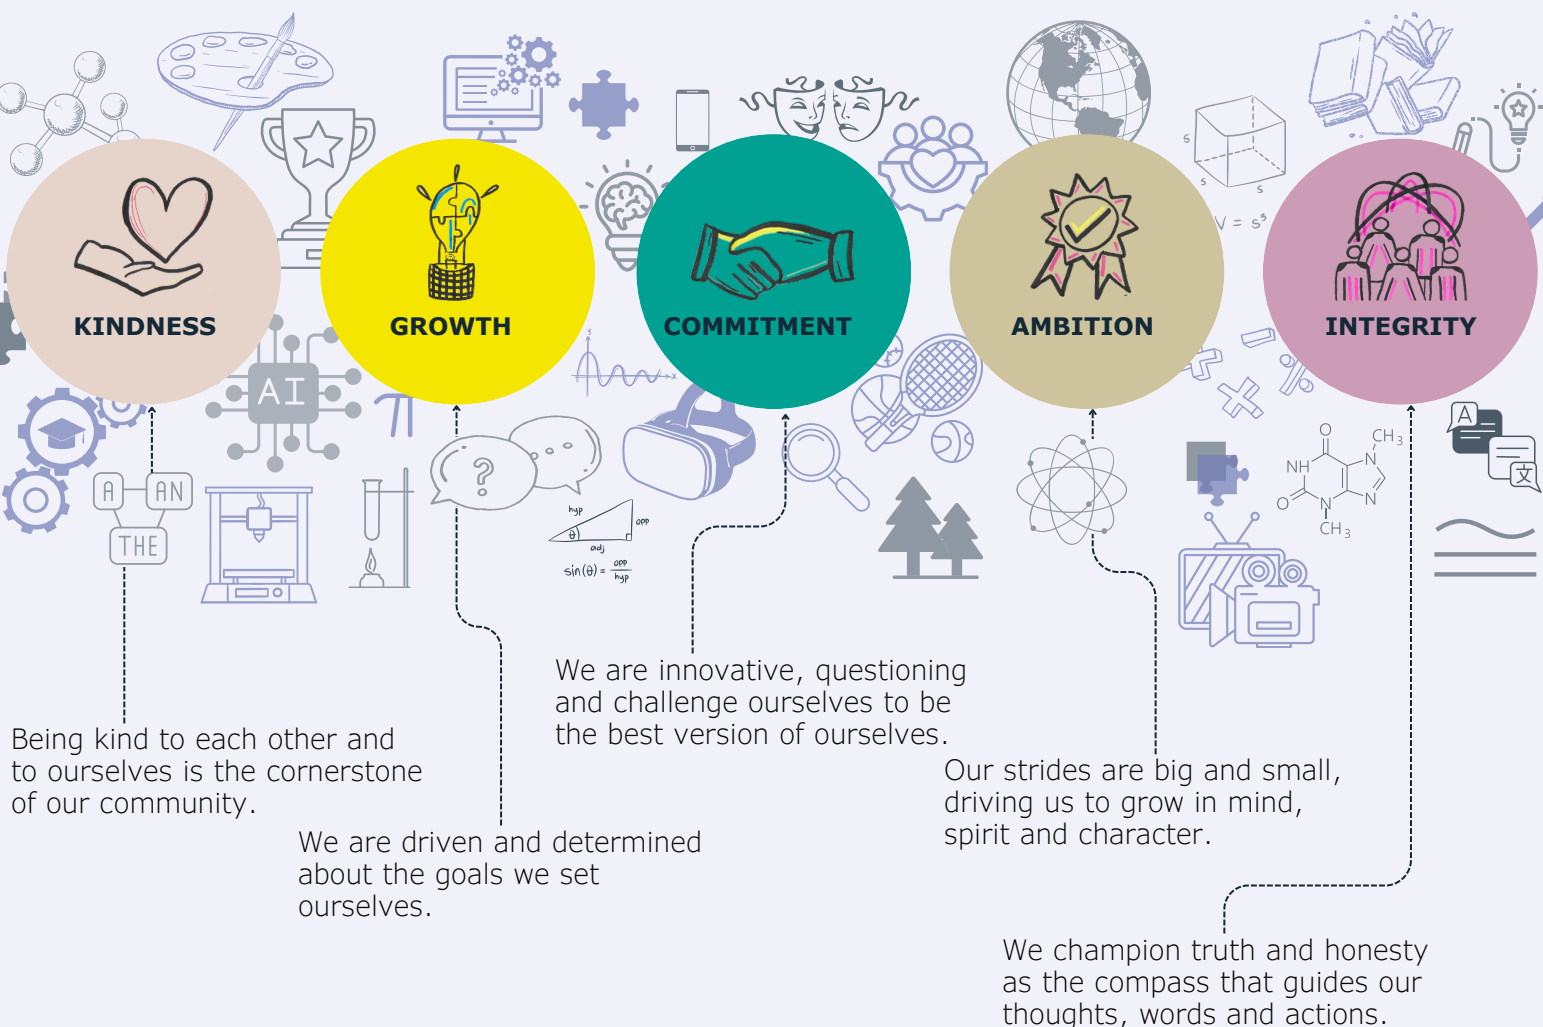 V = s³
s
s
s
KINDNESS
GROWTH
COMMITMENT
AMBITION
INTEGRITY
AI
π
y
x
?
A
AN
THE
hyp
opp
θ
adj
sin(θ) = opp
hyp
A
文
O
CH3
NH
N
O
N
N
CH3
We are innovative, questioning
and challenge ourselves to be
the best version of ourselves.
Being kind to each other and
to ourselves is the cornerstone
of our community.
Our strides are big and small,
driving us to grow in mind,
spirit and character.
We are driven and determined
about the goals we set
ourselves.
We champion truth and honesty
as the compass that guides our
thoughts, words and actions.